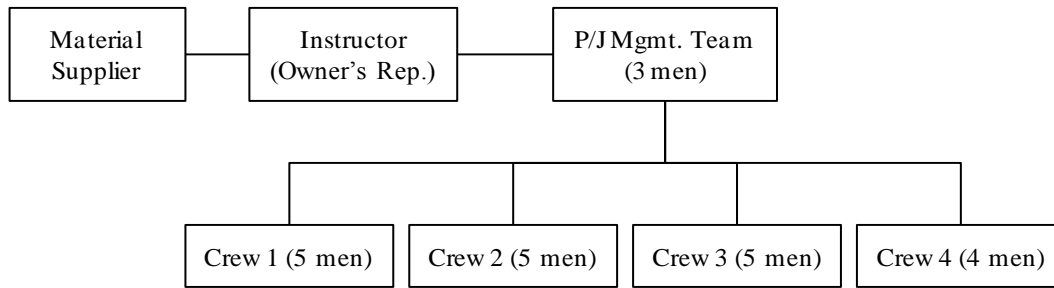 Material
Supplier
Instructor
(Owner's Rep.)
P/J Mgmt. Team
(3 men)
Crew 1 (5 men)
Crew 2 (5 men)
Crew 3 (5 men)
Crew 4 (4 men)